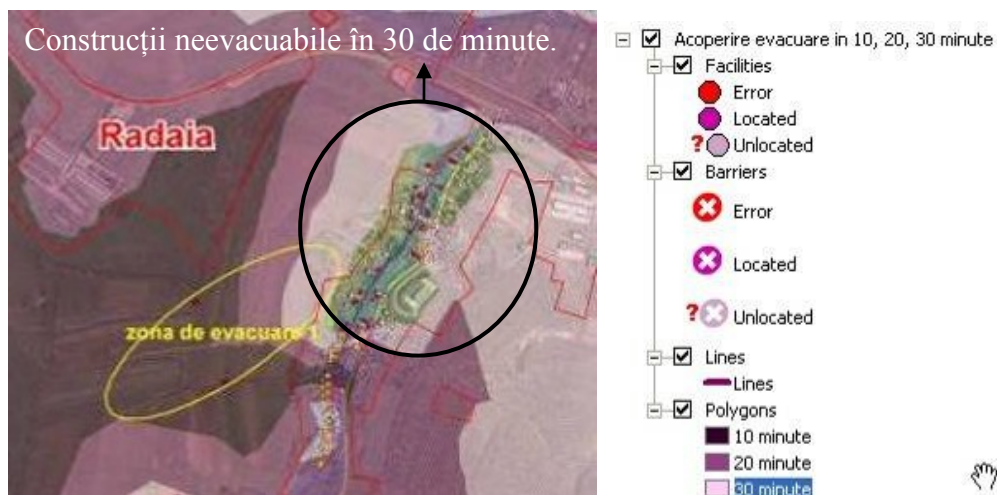 Construcții neevacuabile în 30 de minute.
Radaia
zona de evacuare 1
Acoperire evacuare in 10, 20, 30 minute
Facilities
Error
Located
? Unlocated
Barriers
Error
Located
? Unlocated
Lines
Lines
Polygons
10 minute
20 minute
30 minute